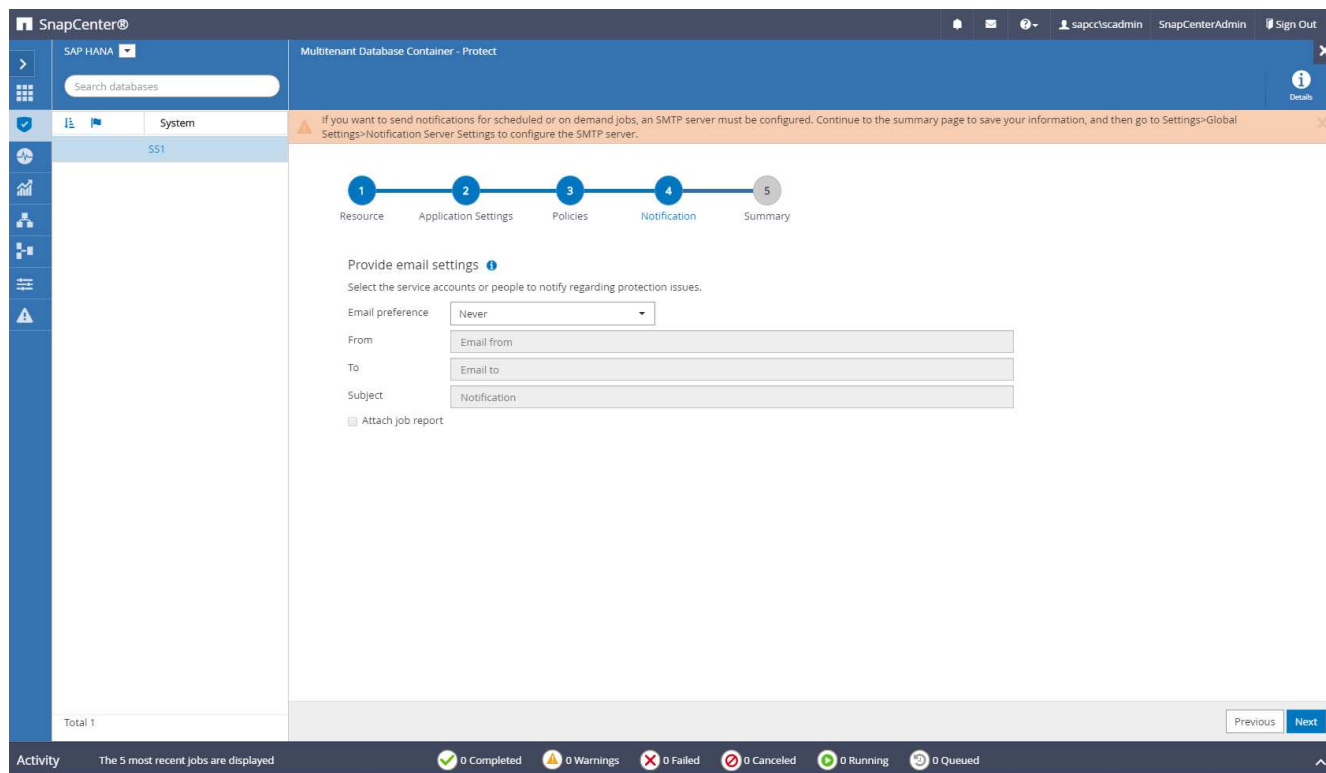 SnapCenter®
sapcc\scadmin SnapCenterAdmin Sign Out
SAP HANA
Multitenant Database Container - Protect
Search databases
Details
System
If you want to send notifications for scheduled or on demand jobs, an SMTP server must be configured. Continue to the summary page to save your information, and then go to Settings>Global
Settings>Notification Server Settings to configure the SMTP server.
SS1
1 2 3 4 5
Resource Application Settings Policies Notification Summary
Provide email settings
Select the service accounts or people to notify regarding protection issues.
Email preference Never
From Email from
To Email to
Subject Notification
Attach job report
Total 1
Previous Next
Activity The 5 most recent jobs are displayed 0 Completed 0 Warnings 0 Failed 0 Canceled 0 Running 0 Queued